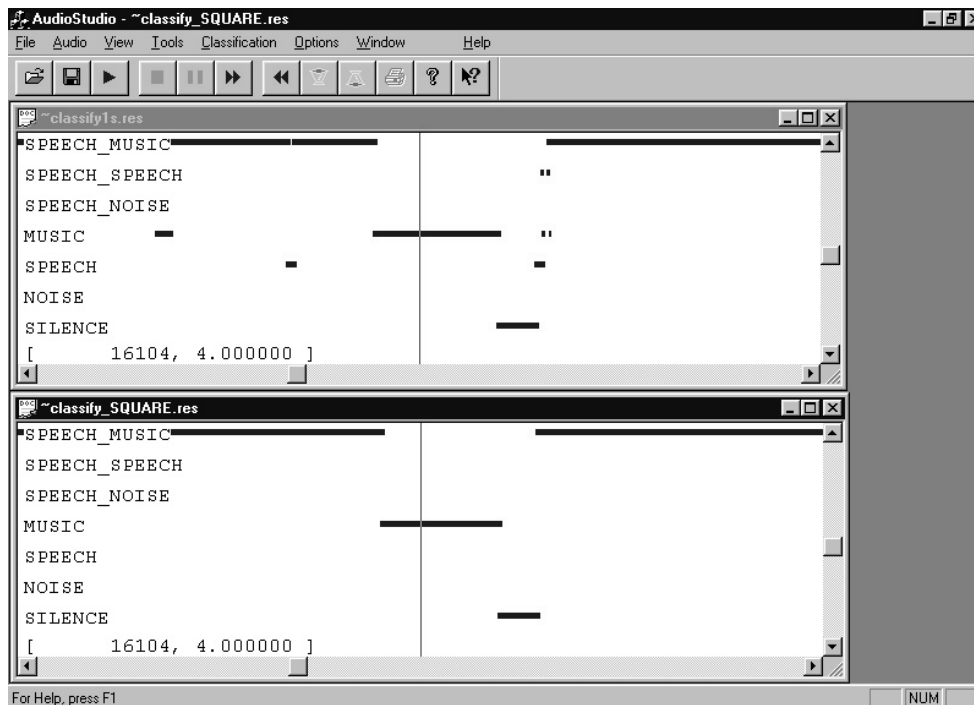 AudioStudio - ~classify_SQUARE.res
File Audio View Tools Classification Options Window Help
~classify1s.res
SPEECH_MUSIC
SPEECH_SPEECH
SPEECH_NOISE
MUSIC
SPEECH
NOISE
SILENCE
[ 16104, 4.000000 ]
~classify_SQUARE.res
SPEECH_MUSIC
SPEECH_SPEECH
SPEECH_NOISE
MUSIC
SPEECH
NOISE
SILENCE
[ 16104, 4.000000 ]
For Help, press F1 NUM